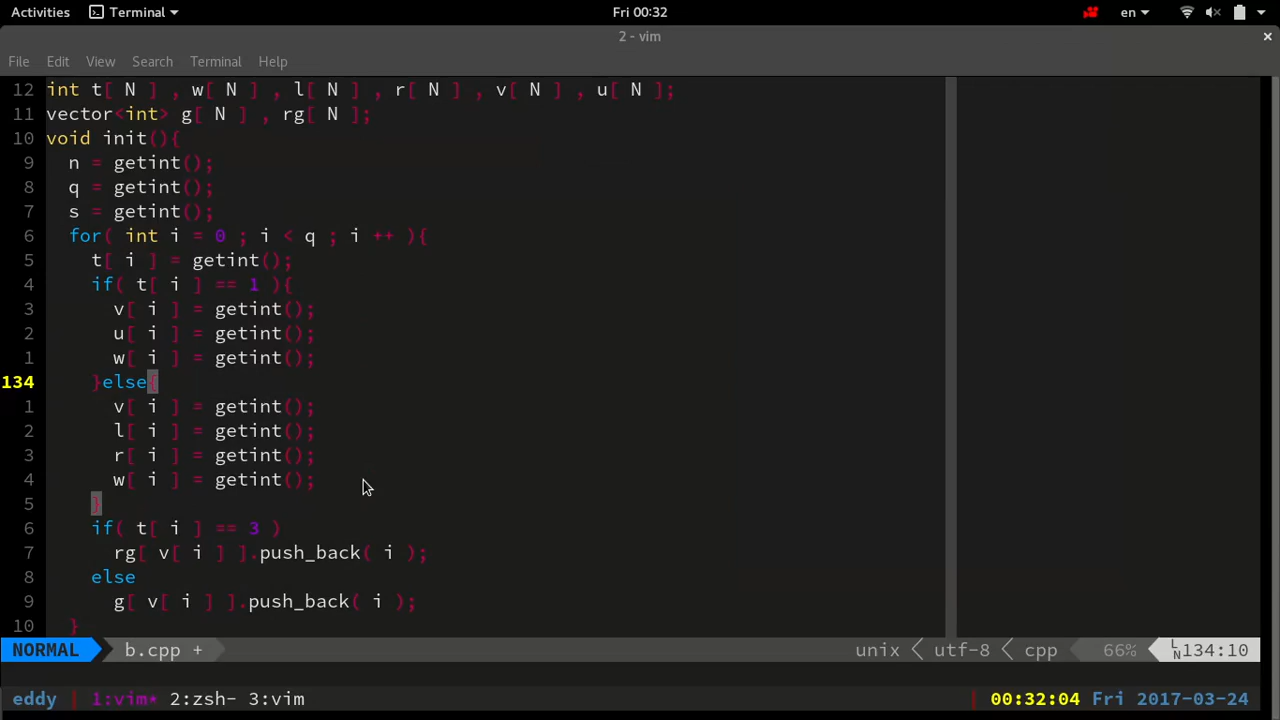 Activities Terminal Fri 00:32 en
2 - vim
File Edit View Search Terminal Help
12 int t[ N ] , w[ N ] , l[ N ] , r[ N ] , v[ N ] , u[ N ];
11 vector<int> g[ N ] , rg[ N ];
10 void init(){
9 n = getint();
8 q = getint();
7 s = getint();
6 for( int i = 0 ; i < q ; i ++ ){
5 t[ i ] = getint();
4 if( t[ i ] == 1 ){
3 v[ i ] = getint();
2 u[ i ] = getint();
1 w[ i ] = getint();
134 }else{
1 v[ i ] = getint();
2 l[ i ] = getint();
3 r[ i ] = getint();
4 w[ i ] = getint();
5 }
6 if( t[ i ] == 3 )
7 rg[ v[ i ] ].push_back( i );
8 else
9 g[ v[ i ] ].push_back( i );
10 }
NORMAL b.cpp + unix utf-8 cpp 66% LN 134:10
eddy 1:vim* 2:zsh- 3:vim 00:32:04 Fri 2017-03-24